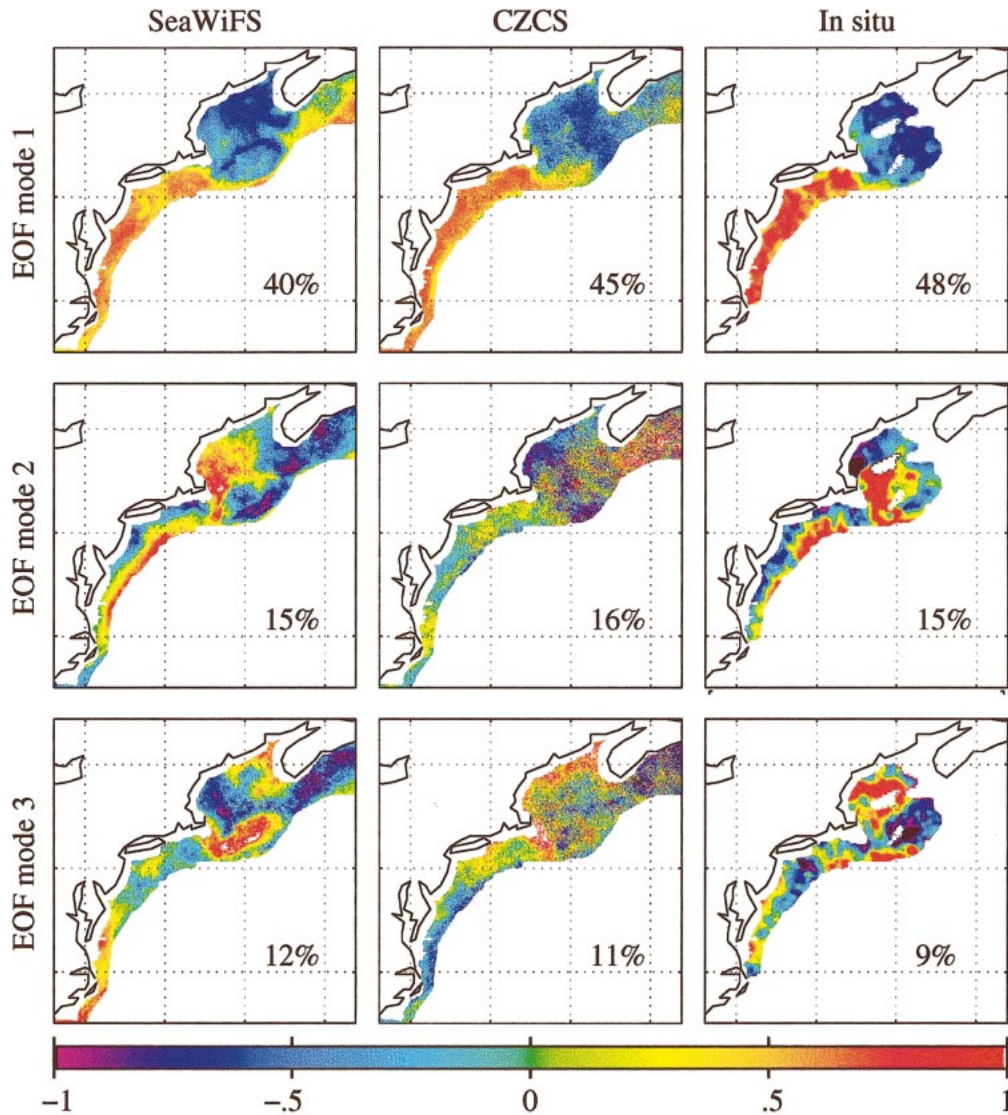 SeaWiFS
CZCS
In situ
EOF mode 1
40%
45%
48%
EOF mode 2
15%
16%
15%
EOF mode 3
12%
11%
9%
-1
-.5
0
.5
1